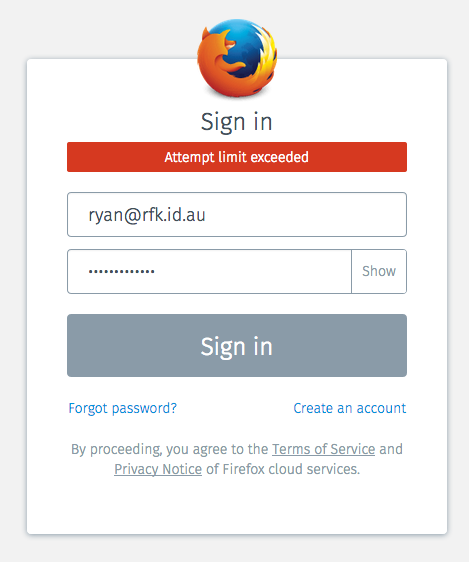 Sign in
Attempt limit exceeded
ryan@rfk.id.au
•••••••••••••
Show
Sign in
Forgot password?
Create an account
By proceeding, you agree to the Terms of Service and
Privacy Notice of Firefox cloud services.